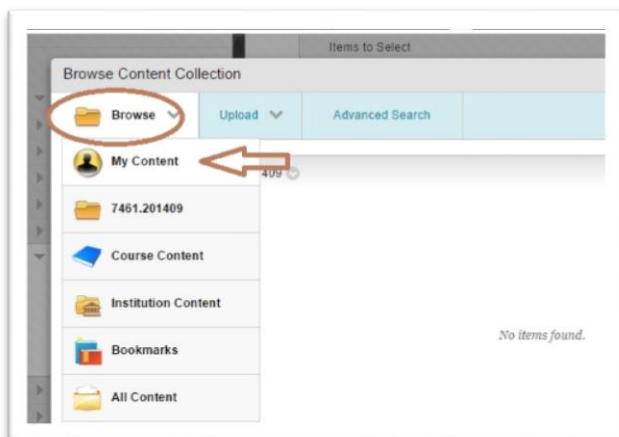 Items to Select
Browse Content Collection
Browse Upload Advanced Search
My Content
409
7461.201409
Course Content
Institution Content
Bookmarks
No items found.
All Content